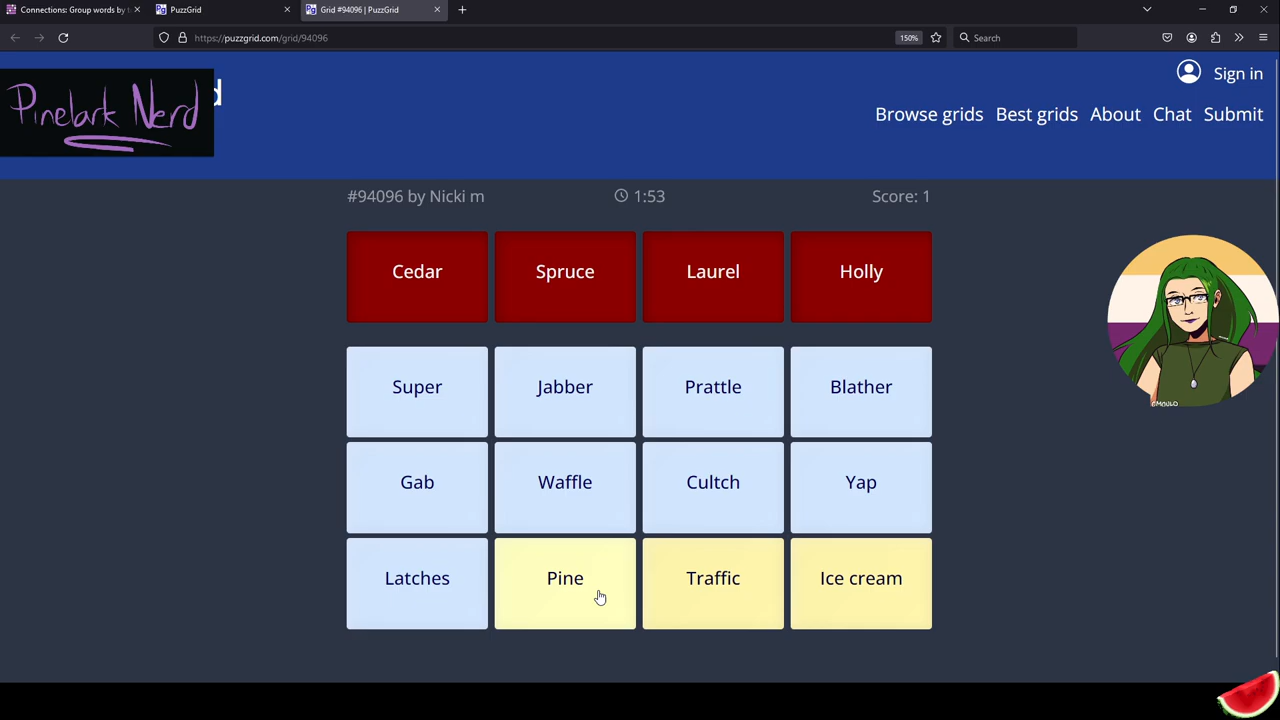 Connections: Group words by t
PuzzGrid
Grid #94096 | PuzzGrid
https://puzzgrid.com/grid/94096
150%
Search
Pinelark Nerd
d
Sign in
Browse grids
Best grids
About
Chat
Submit
#94096 by Nicki m
1:53
Score: 1
Cedar
Spruce
Laurel
Holly
Super
Jabber
Prattle
Blather
Gab
Waffle
Cultch
Yap
Latches
Pine
Traffic
Ice cream